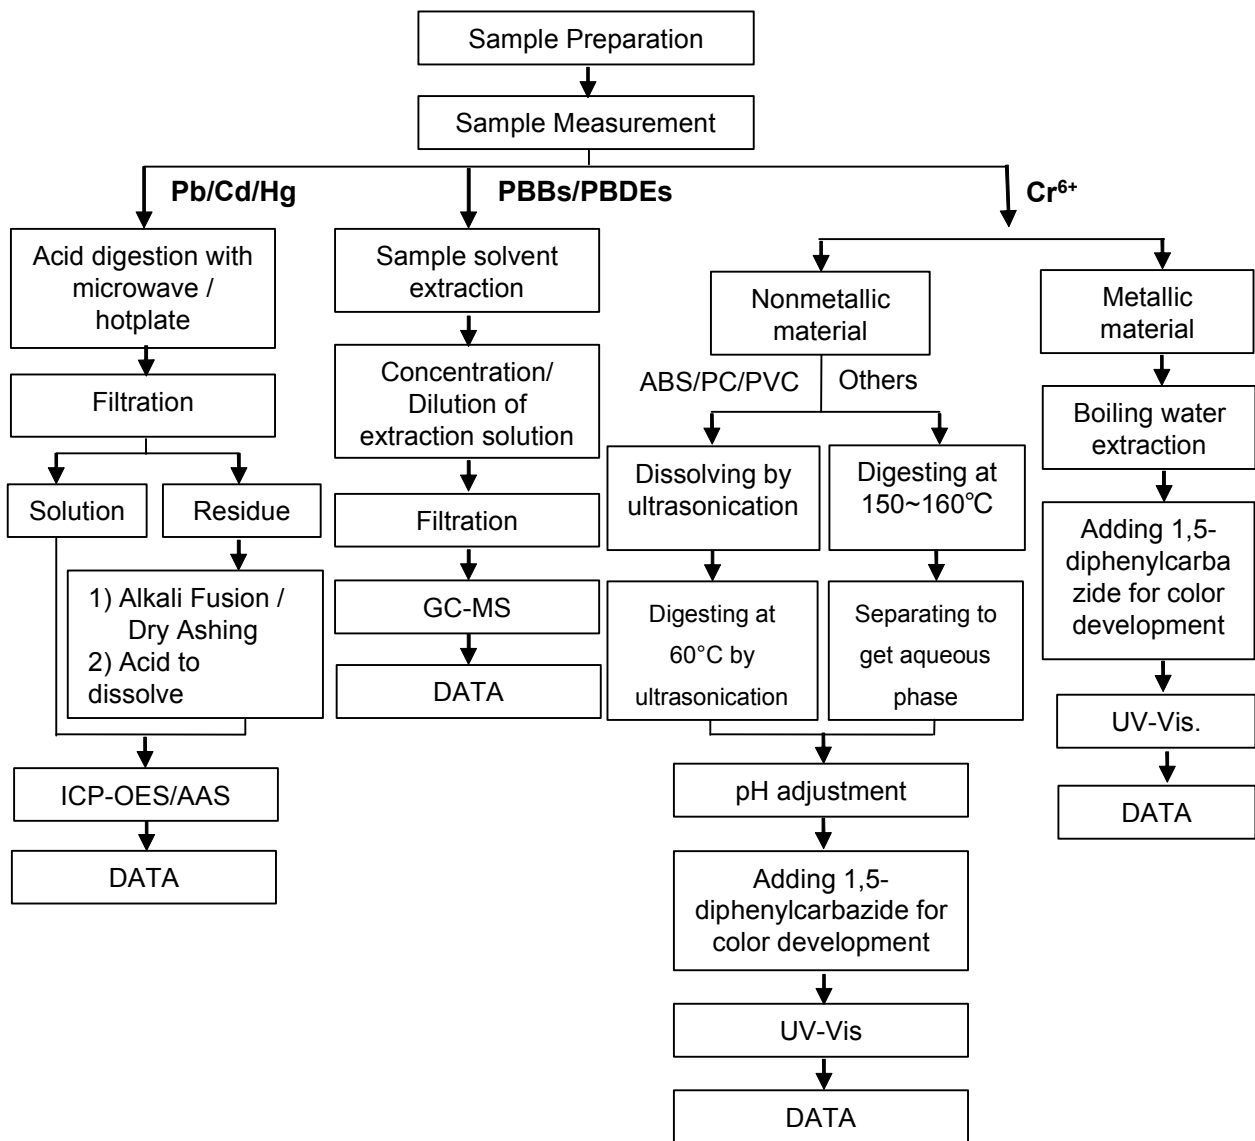 Sample Preparation
Sample Measurement
Pb/Cd/Hg
PBBs/PBDEs
Cr⁶⁺
Acid digestion with
microwave /
hotplate
Filtration
Solution
Residue
1) Alkali Fusion /
Dry Ashing
2) Acid to
dissolve
ICP-OES/AAS
DATA
Sample solvent
extraction
Concentration/
Dilution of
extraction solution
Filtration
GC-MS
DATA
Nonmetallic
material
ABS/PC/PVC
Others
Dissolving by
ultrasonication
Digesting at
60°C by
ultrasonication
Digesting at
150~160℃
Separating to
get aqueous
phase
pH adjustment
Adding 1,5-
diphenylcarbazide for
color development
UV-Vis
DATA
Metallic
material
Boiling water
extraction
Adding 1,5-
diphenylcarba
zide for color
development
UV-Vis.
DATA